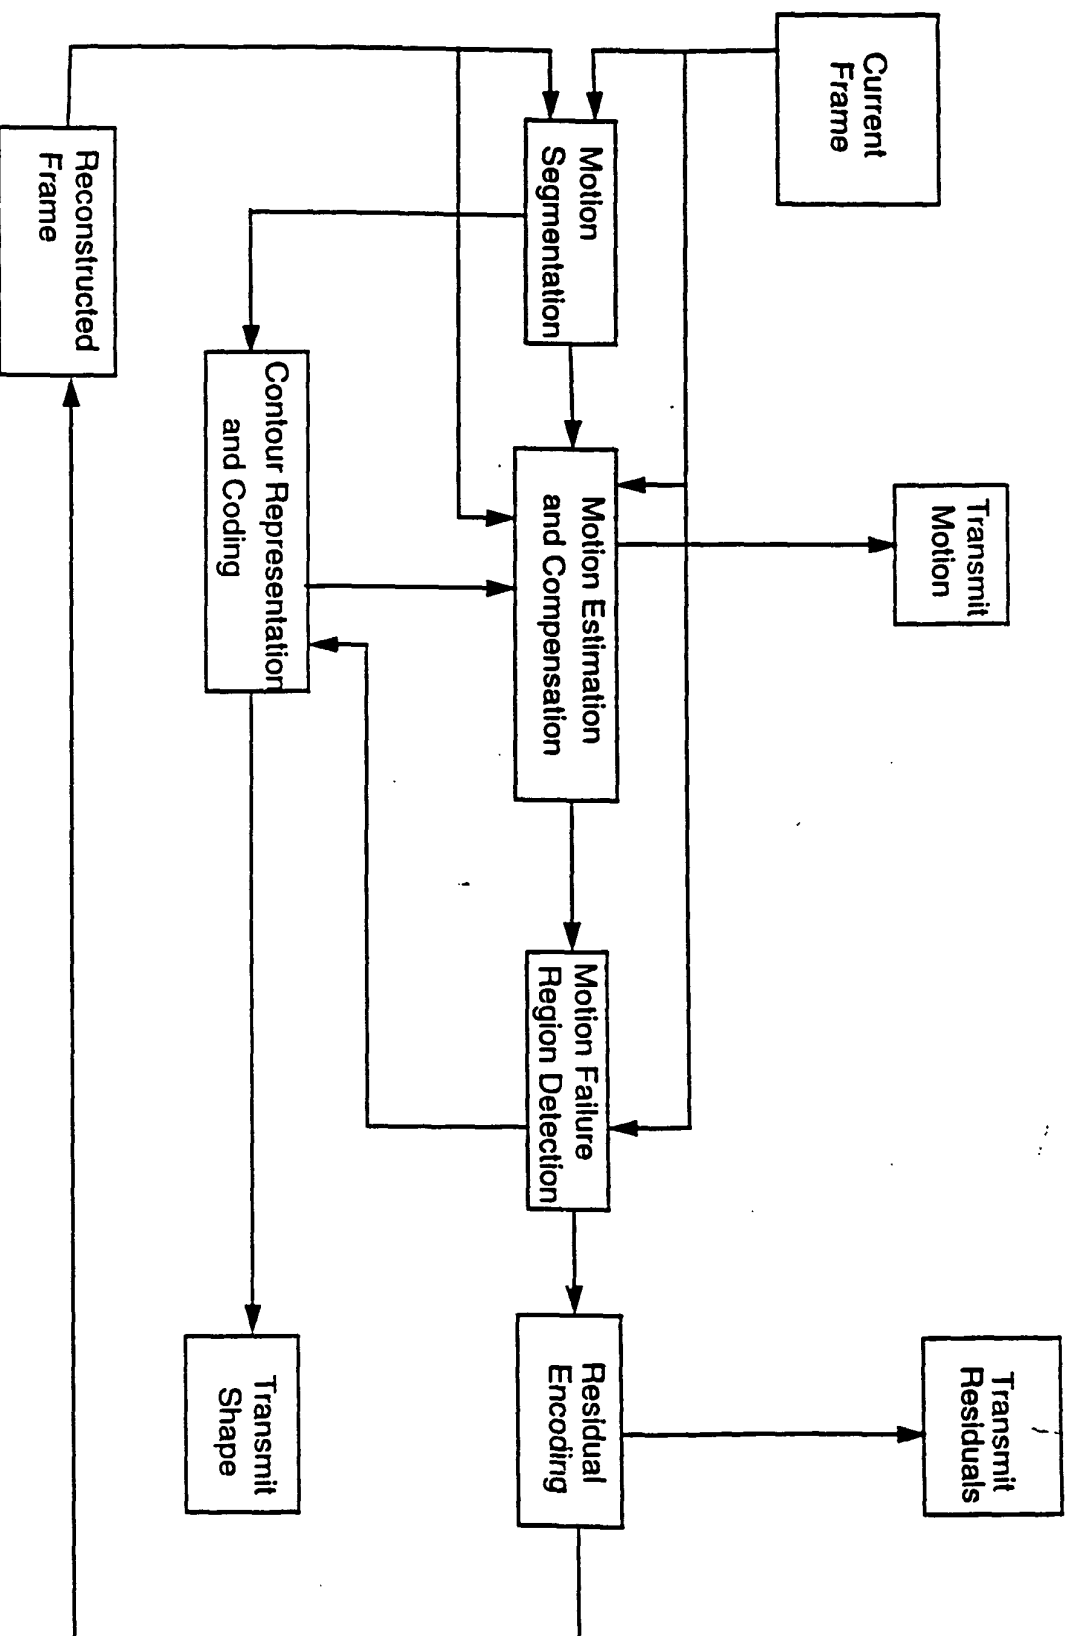 Current
Frame
Transmit
Motion
Transmit
Residuals
Motion
Segmentation
Motion Estimation
and Compensation
Motion Failure
Region Detection
Residual
Encoding
Contour Representation
and Coding
Transmit
Shape
Reconstructed
Frame